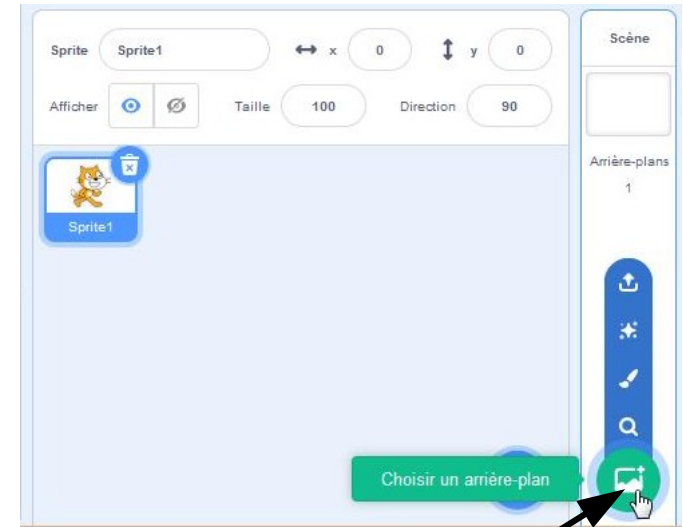 Sprite Sprite1 x 0 y 0
Afficher Taille 100 Direction 90
Sprite1
Scène
Arrière-plans
1
Choisir un arrière-plan